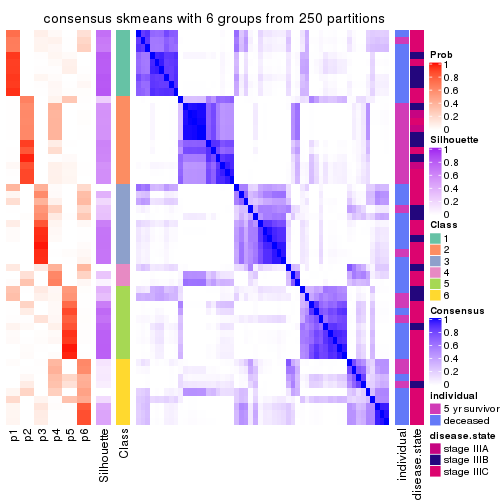 consensus skmeans with 6 groups from 250 partitions
Prob
1
0.8
0.6
0.4
0.2
0
Silhouette
1
0.8
0.6
0.4
0.2
0
Class
1
2
3
4
5
6
Consensus
1
0.8
0.6
0.4
0.2
0
individual
5 yr survivor
deceased
disease.state
stage IIIA
stage IIIB
stage IIIC
p1
p2
p3
p4
p5
p6
Silhouette
Class
individual
disease.state